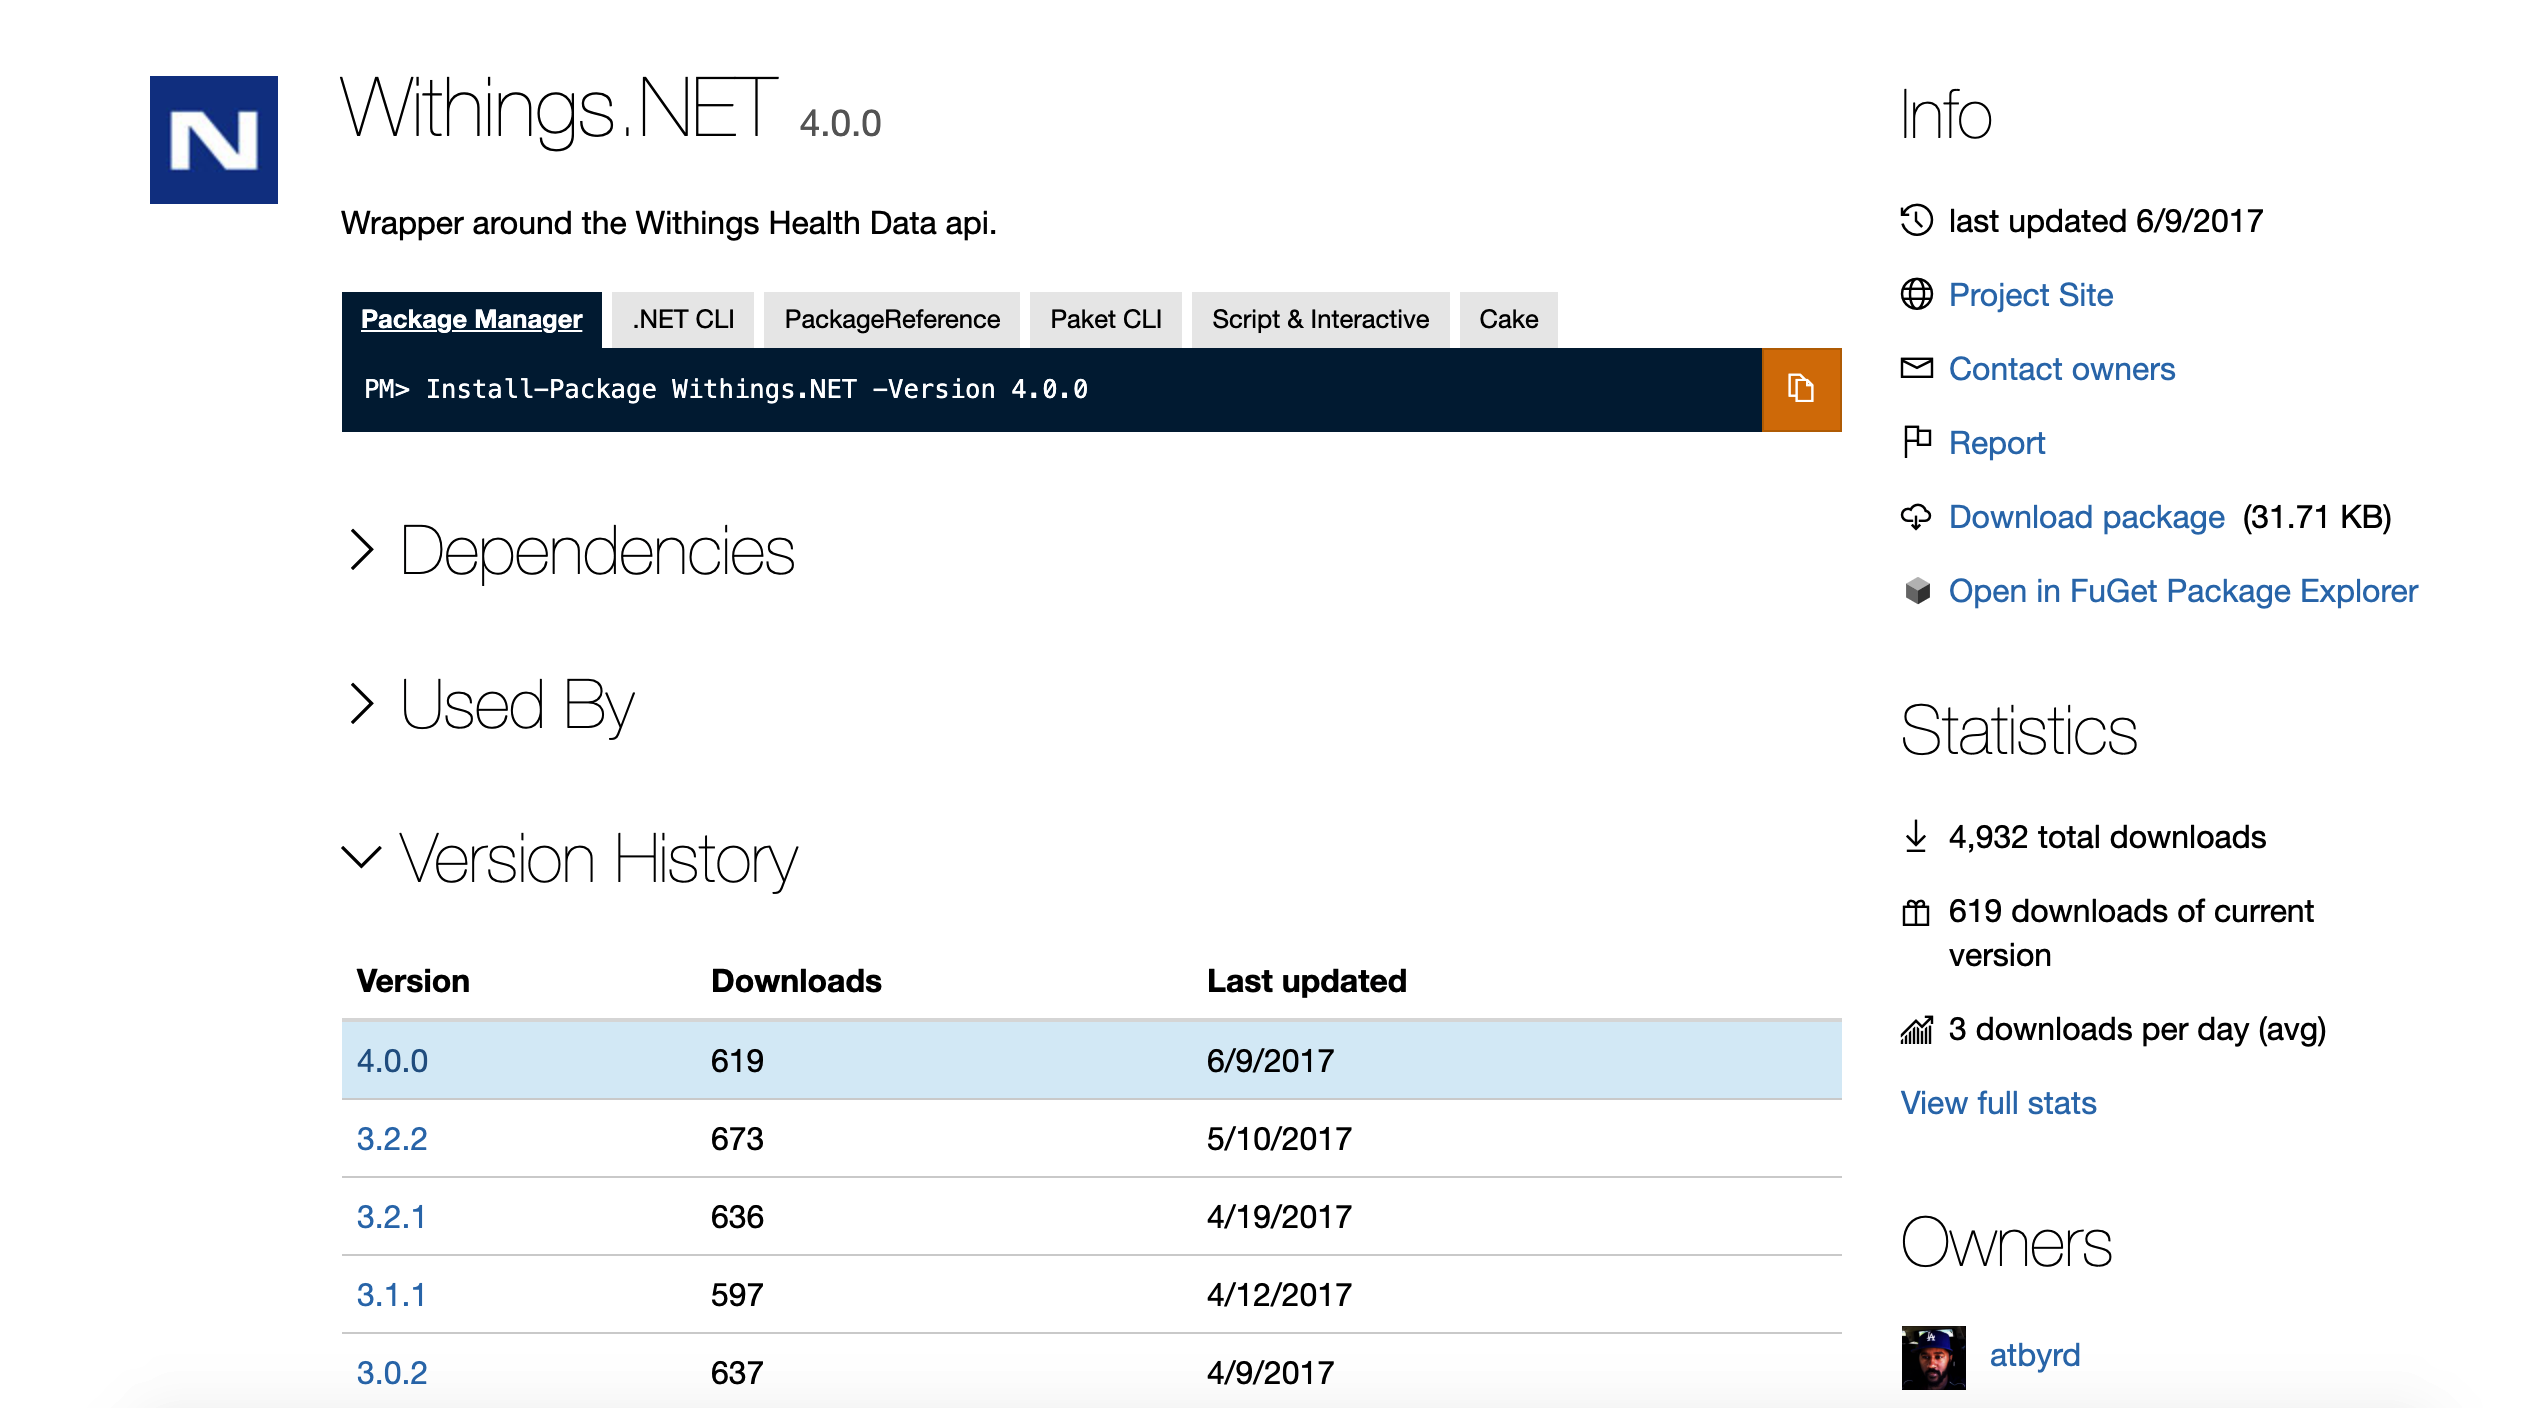 N
Withings.NET 4.0.0
Wrapper around the Withings Health Data api.
Package Manager .NET CLI PackageReference Paket CLI Script & Interactive Cake
PM> Install-Package Withings.NET -Version 4.0.0
Dependencies
Used By
Version History
Version Downloads Last updated
4.0.0 619 6/9/2017
3.2.2 673 5/10/2017
3.2.1 636 4/19/2017
3.1.1 597 4/12/2017
3.0.2 637 4/9/2017
Info
last updated 6/9/2017
Project Site
Contact owners
Report
Download package (31.71 KB)
Open in FuGet Package Explorer
Statistics
4,932 total downloads
619 downloads of current
version
3 downloads per day (avg)
View full stats
Owners
LA
atbyrd